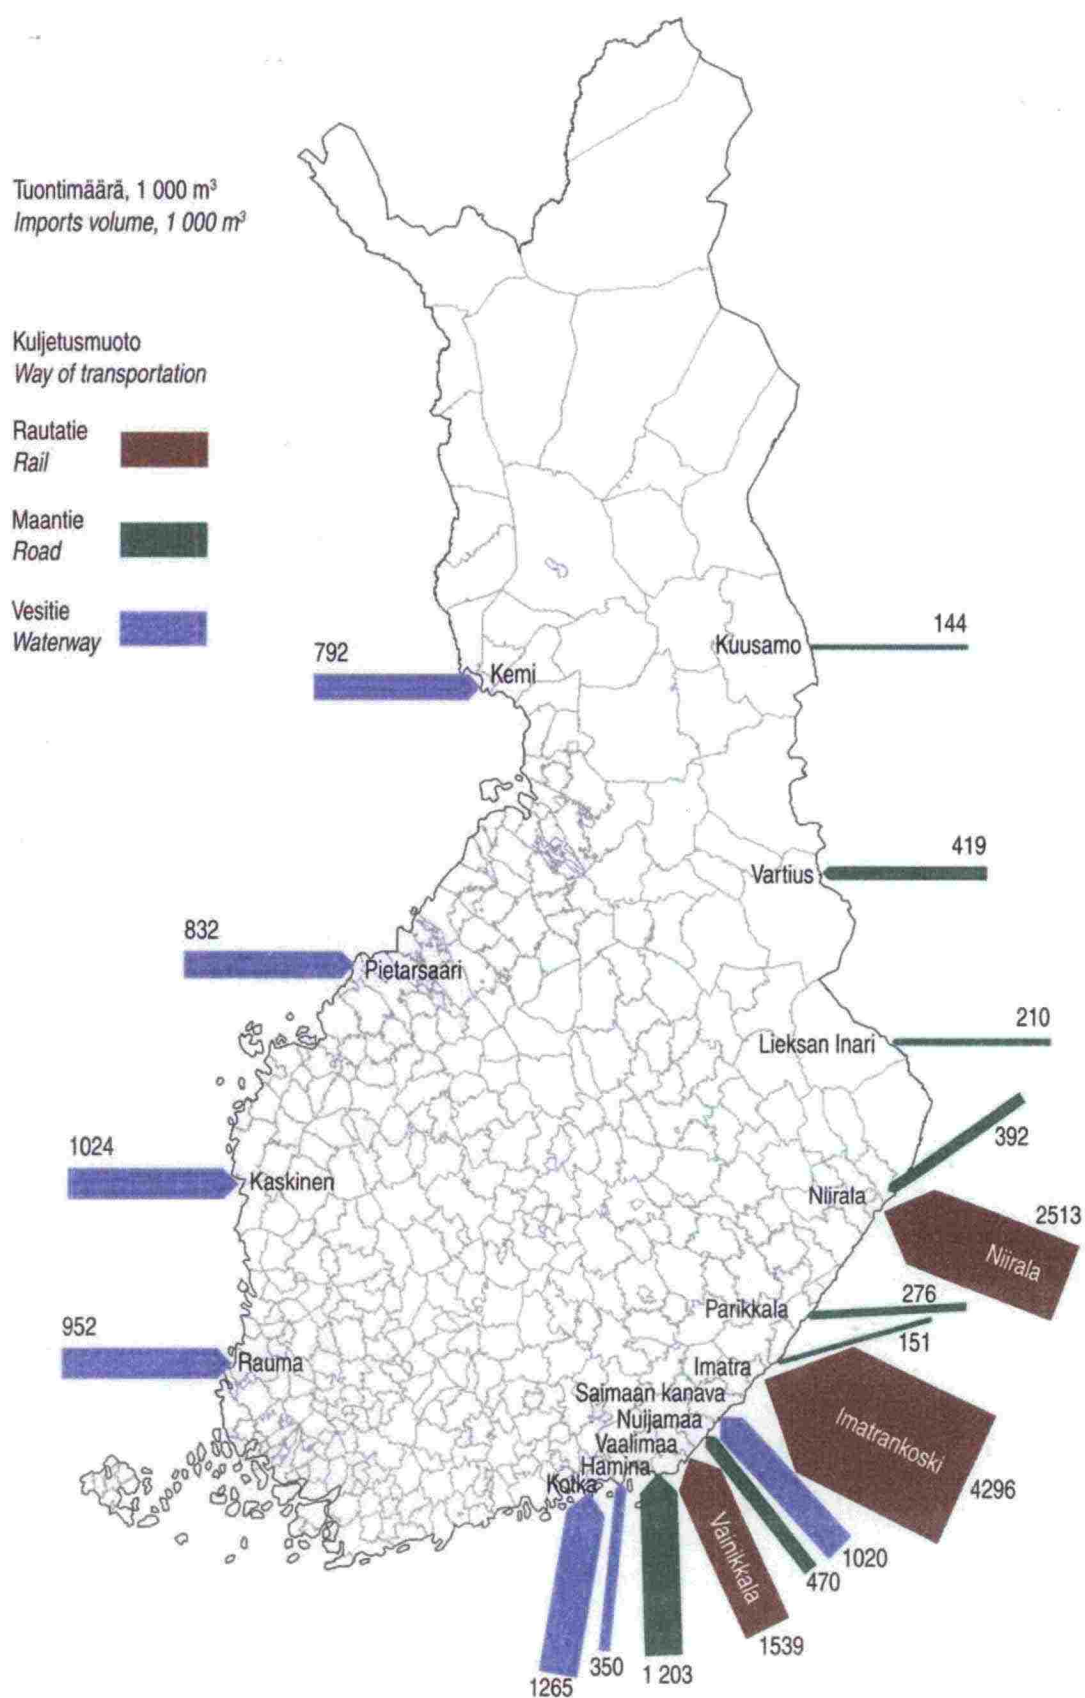 Tuontimäärä, 1 000 m³
Imports volume, 1 000 m³
Kuljetusmuoto
Way of transportation
Rautatie
Rail
Maantie
Road
Vesitie
Waterway
792
Kemi
Kuusamo
144
Vartius
419
832
Pietarsaari
Lieksan Inari
210
392
1024
Kaskinen
Niirala
2513
Niirala
Parikkala
276
151
952
Rauma
Imatra
Saimaan kanava
Nuijamaa
Vaalimaa
Hamina
Kotka
Imatrankoski
4296
Vainikkala
1020
470
1539
1 203
350
1265